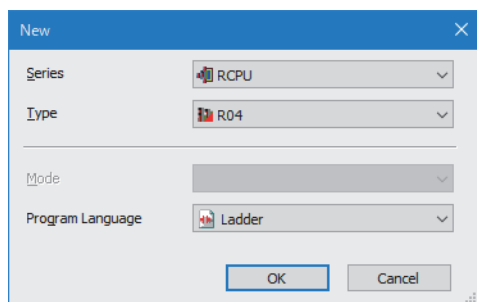 New
Series RCPU
Type R04
Mode
Program Language Ladder
OK Cancel